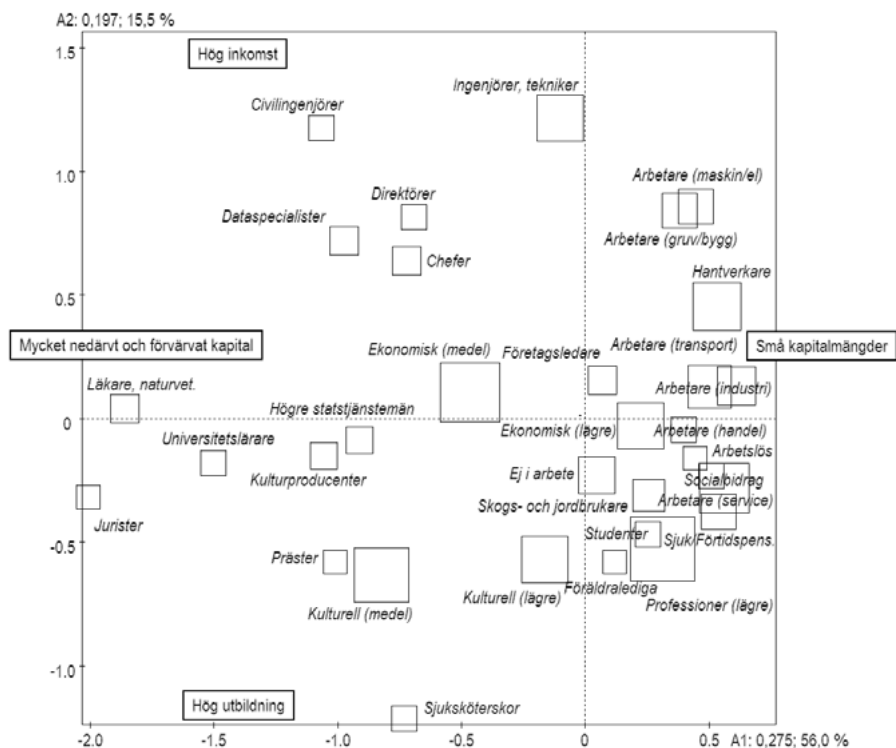 A2: 0,197; 15,5 %
1.5
Hög inkomst
Ingenjörer, tekniker
Civilingenjörer
1.0
Arbetare (maskin/el)
Direktörer
Dataspecialister
Arbetare (gruv/bygg)
Chefer
Hantverkare
0.5
Mycket nedärvt och förvärvat kapital
Ekonomisk (medel)
Företagsledare
Arbetare (transport)
Små kapitalmängder
Läkare, naturvet.
Arbetare (industri)
Högre statstjänstemän
0
Ekonomisk (lägre)
Arbetare (handel)
Universitetslärare
Arbetslös
Kulturproducenter
Ej i arbete
Socialbidrag
Skogs- och jordbrukare
Arbetare (service)
Jurister
-0.5
Studenter
Sjuk/Förtidspens.
Präster
Föräldralediga
Kulturell (lägre)
Kulturell (medel)
Professioner (lägre)
-1.0
Hög utbildning
Sjuksköterskor
-2.0
-1.5
-1.0
-0.5
0
0.5
A1: 0,275; 56,0 %